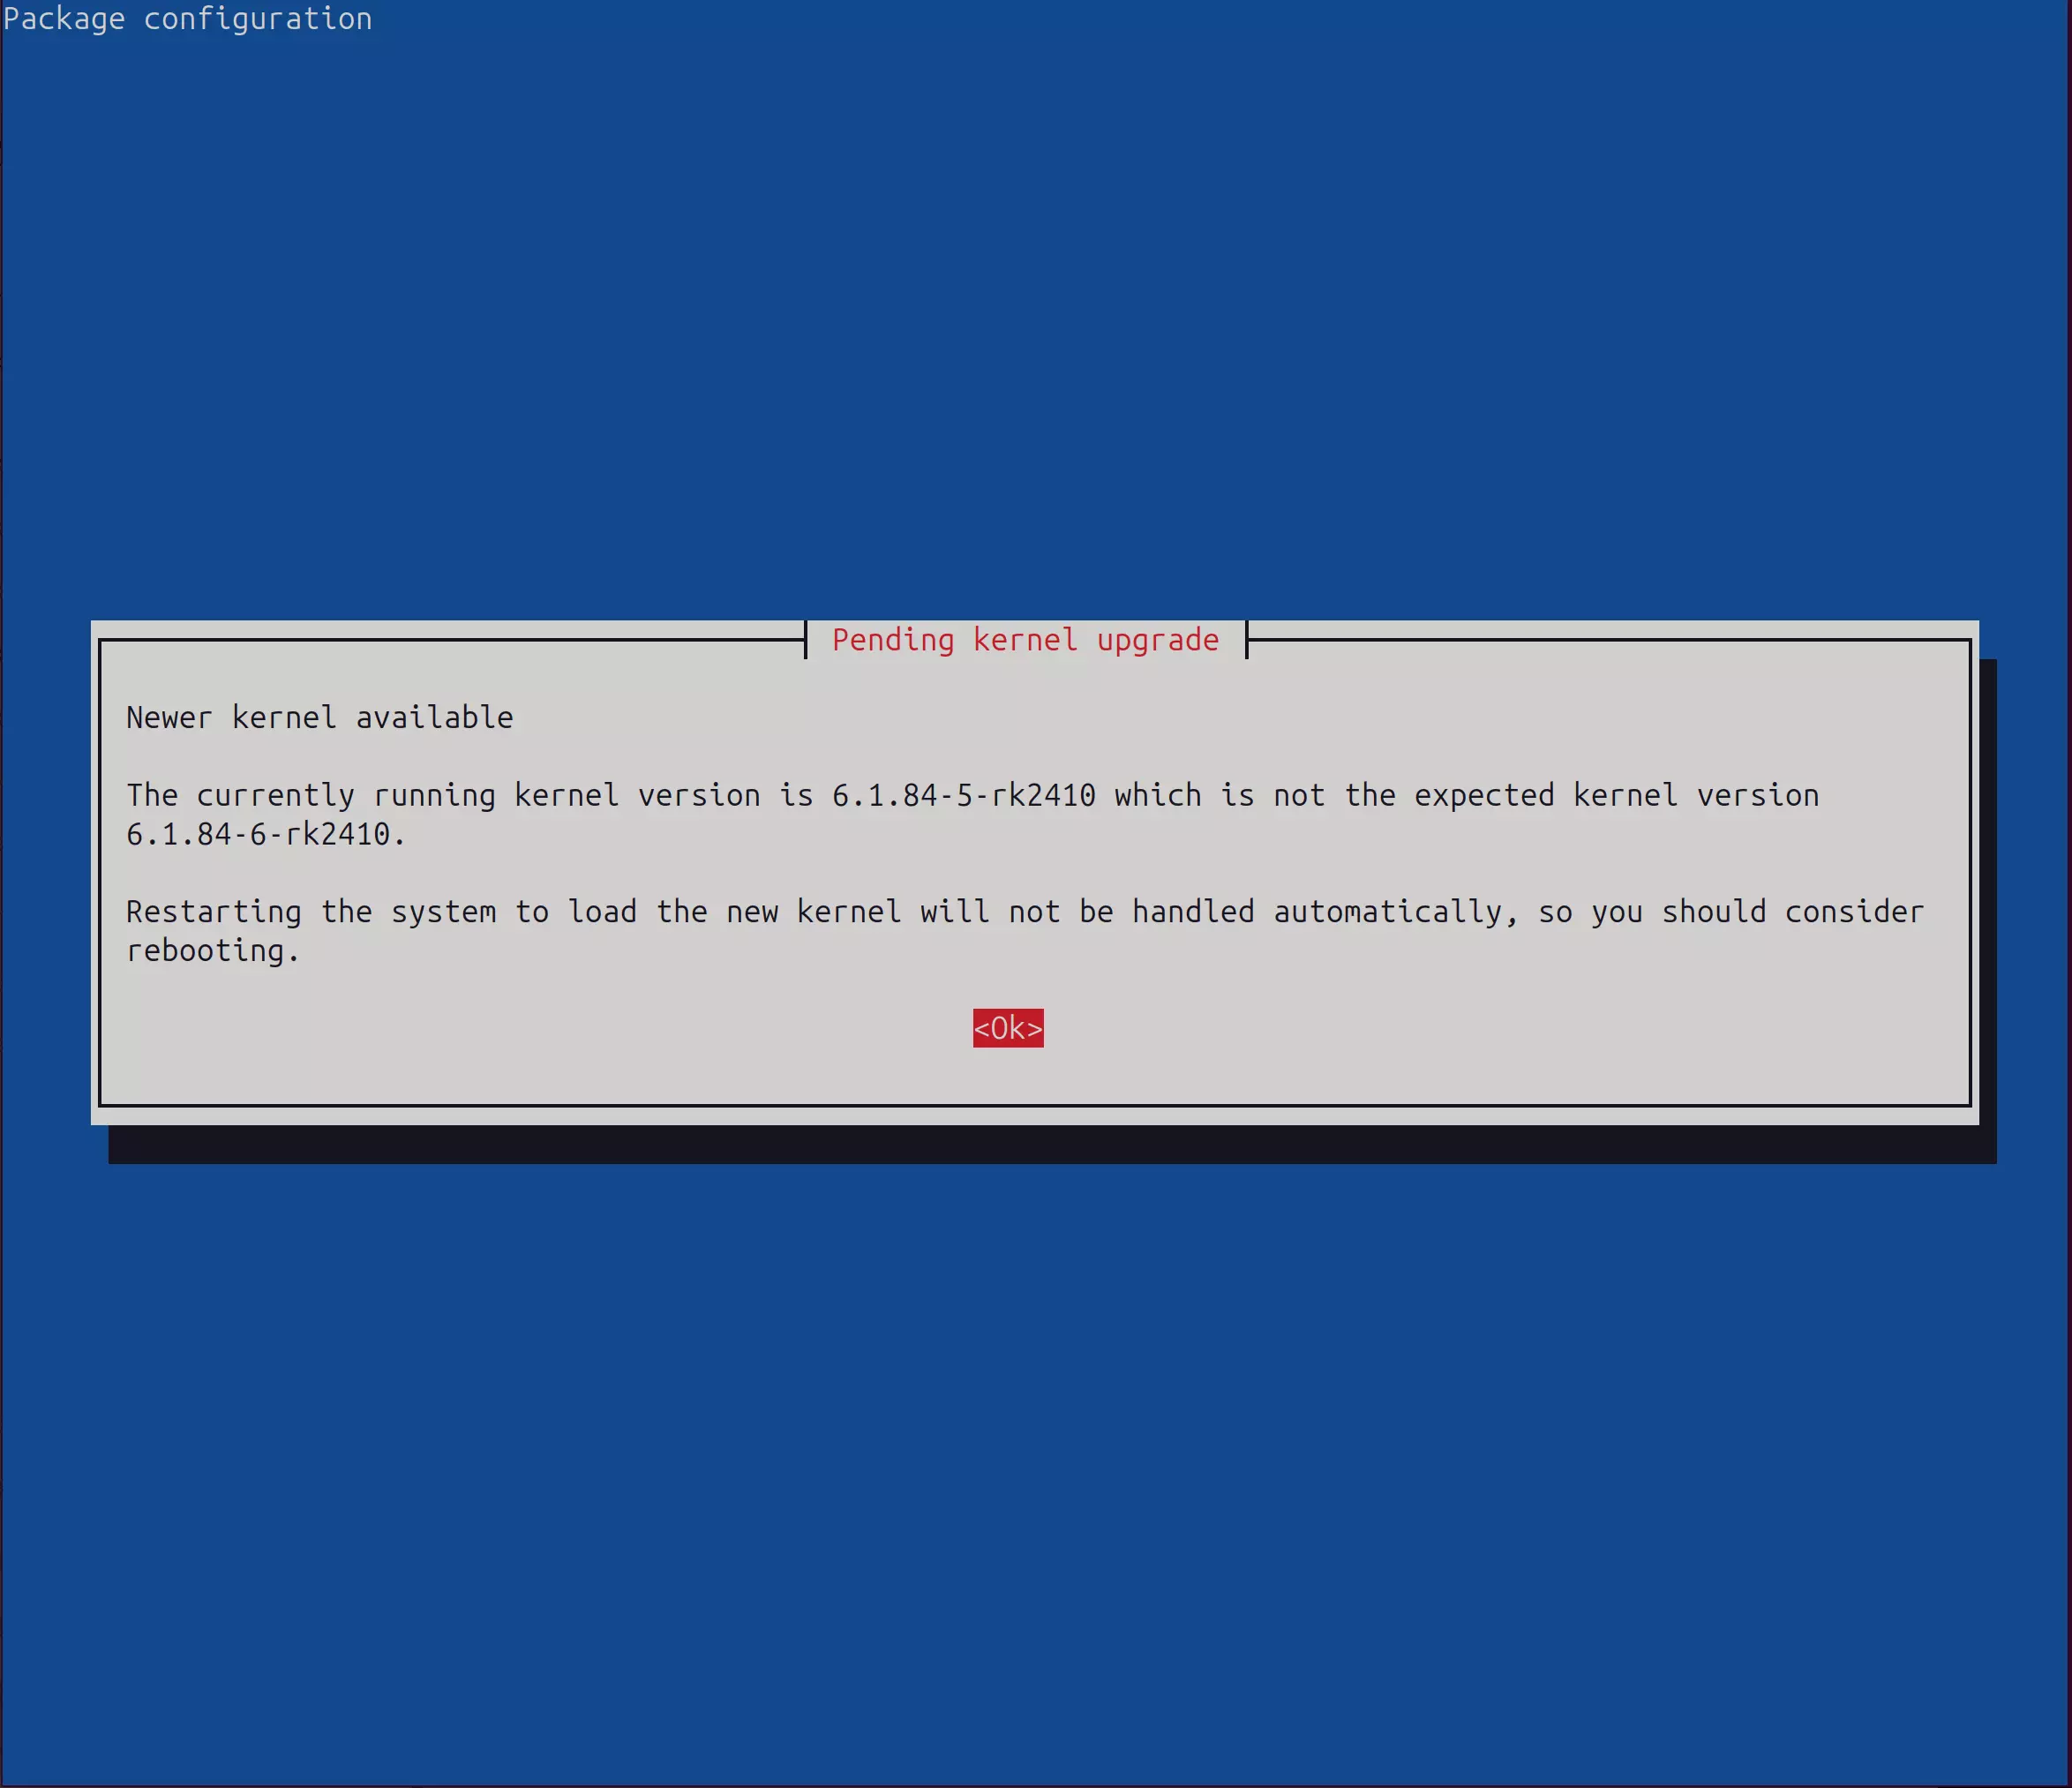 Package configuration
Pending kernel upgrade
Newer kernel available
The currently running kernel version is 6.1.84-5-rk2410 which is not the expected kernel version
6.1.84-6-rk2410.
Restarting the system to load the new kernel will not be handled automatically, so you should consider
rebooting.
<Ok>